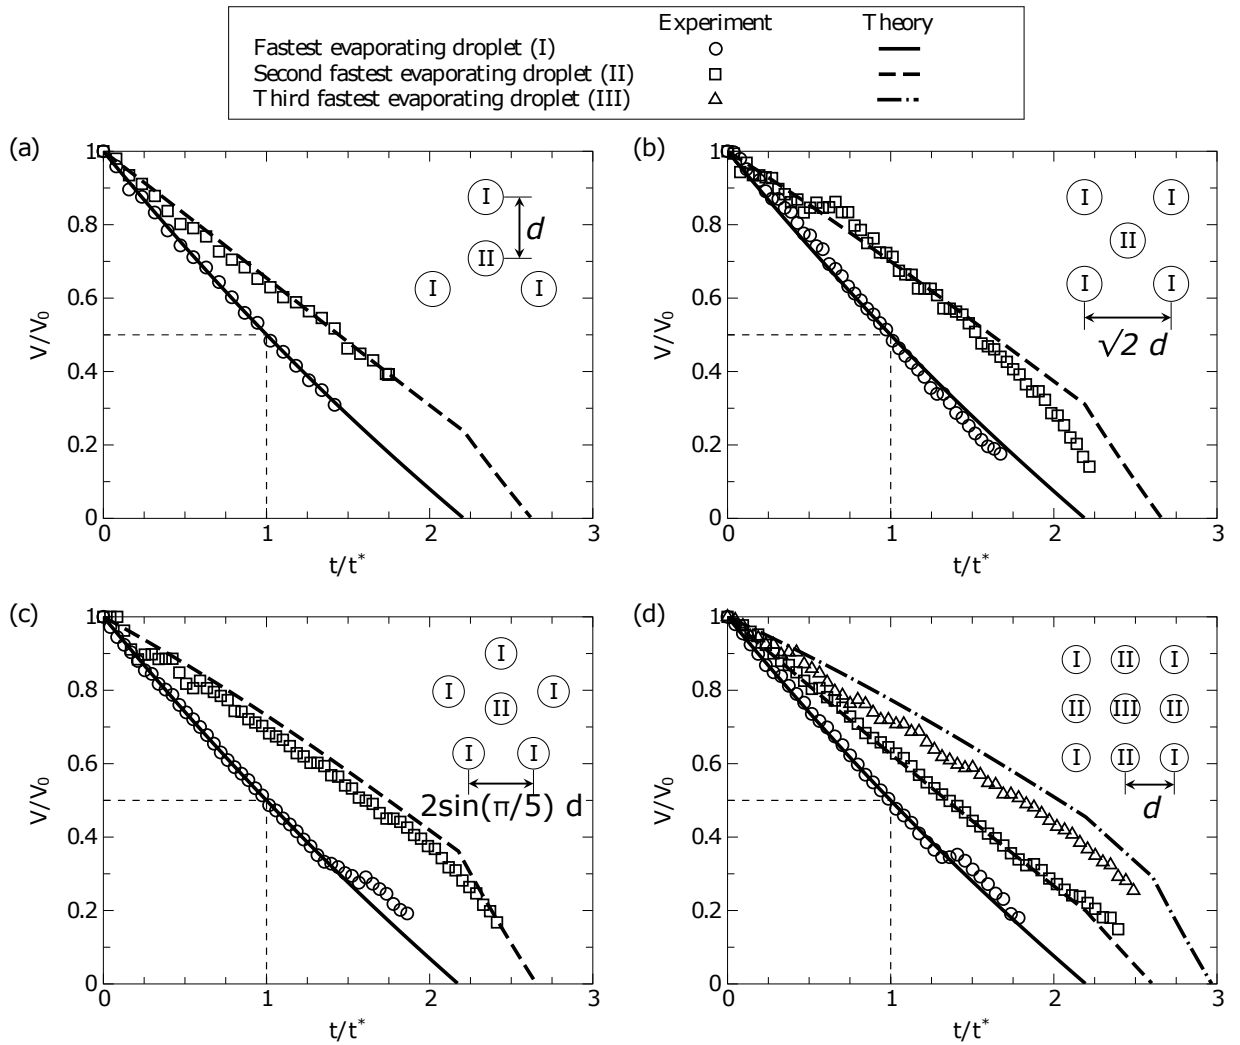 Experiment Theory
Fastest evaporating droplet (I)
Second fastest evaporating droplet (II)
Third fastest evaporating droplet (III)
(a)
1
0.8
0.6
0.4
0.2
0
V/V₀
0 1 2 3
t/t*
I
d
II
I I
(b)
1
0.8
0.6
0.4
0.2
0
V/V₀
0 1 2 3
t/t*
I I
II
I I
√2 d
(c)
1
0.8
0.6
0.4
0.2
0
V/V₀
0 1 2 3
t/t*
I
I I
II
I I
2sin(π/5) d
(d)
1
0.8
0.6
0.4
0.2
0
V/V₀
0 1 2 3
t/t*
I II I
II III II
I II I
d